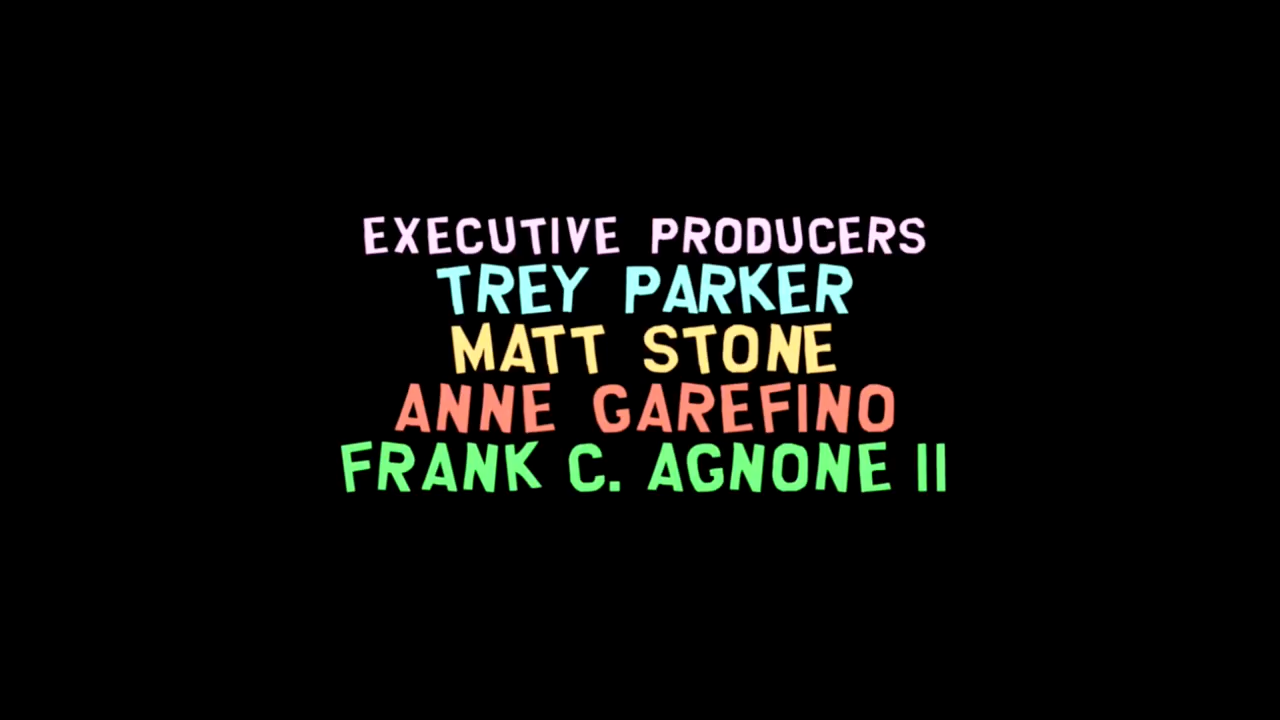 EXECUTIVE PRODUCERS
TREY PARKER
MATT STONE
ANNE GAREFINO
FRANK C. AGNONE II